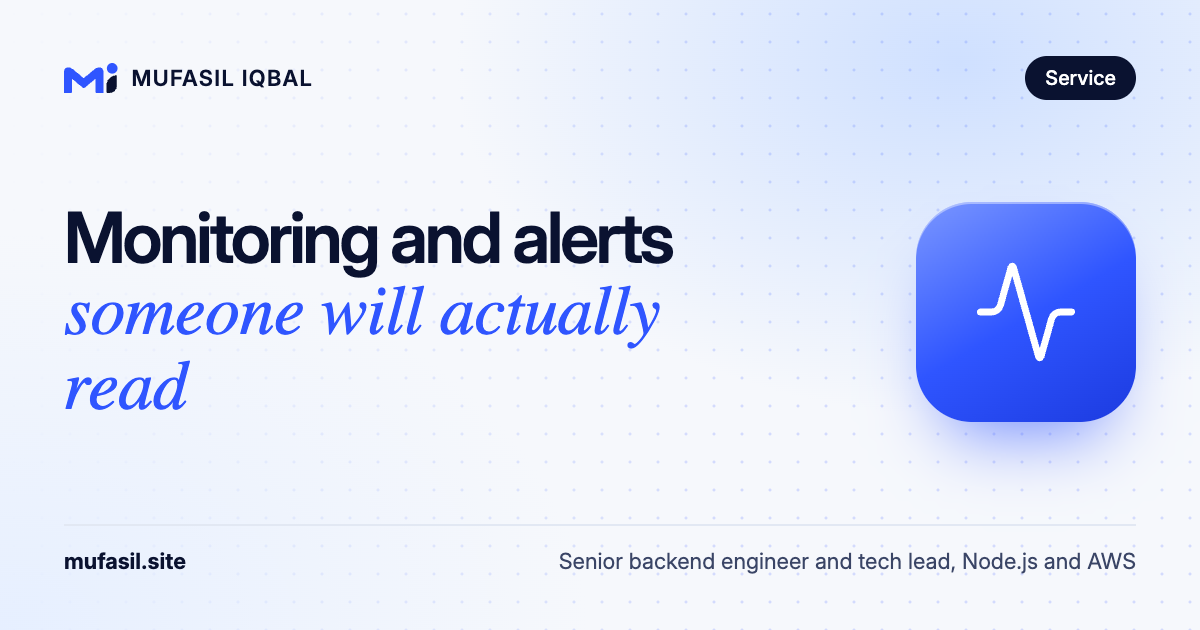 MUFASIL IQBAL
Service
Monitoring and alerts
someone will actually
read
mufasil.site
Senior backend engineer and tech lead, Node.js and AWS